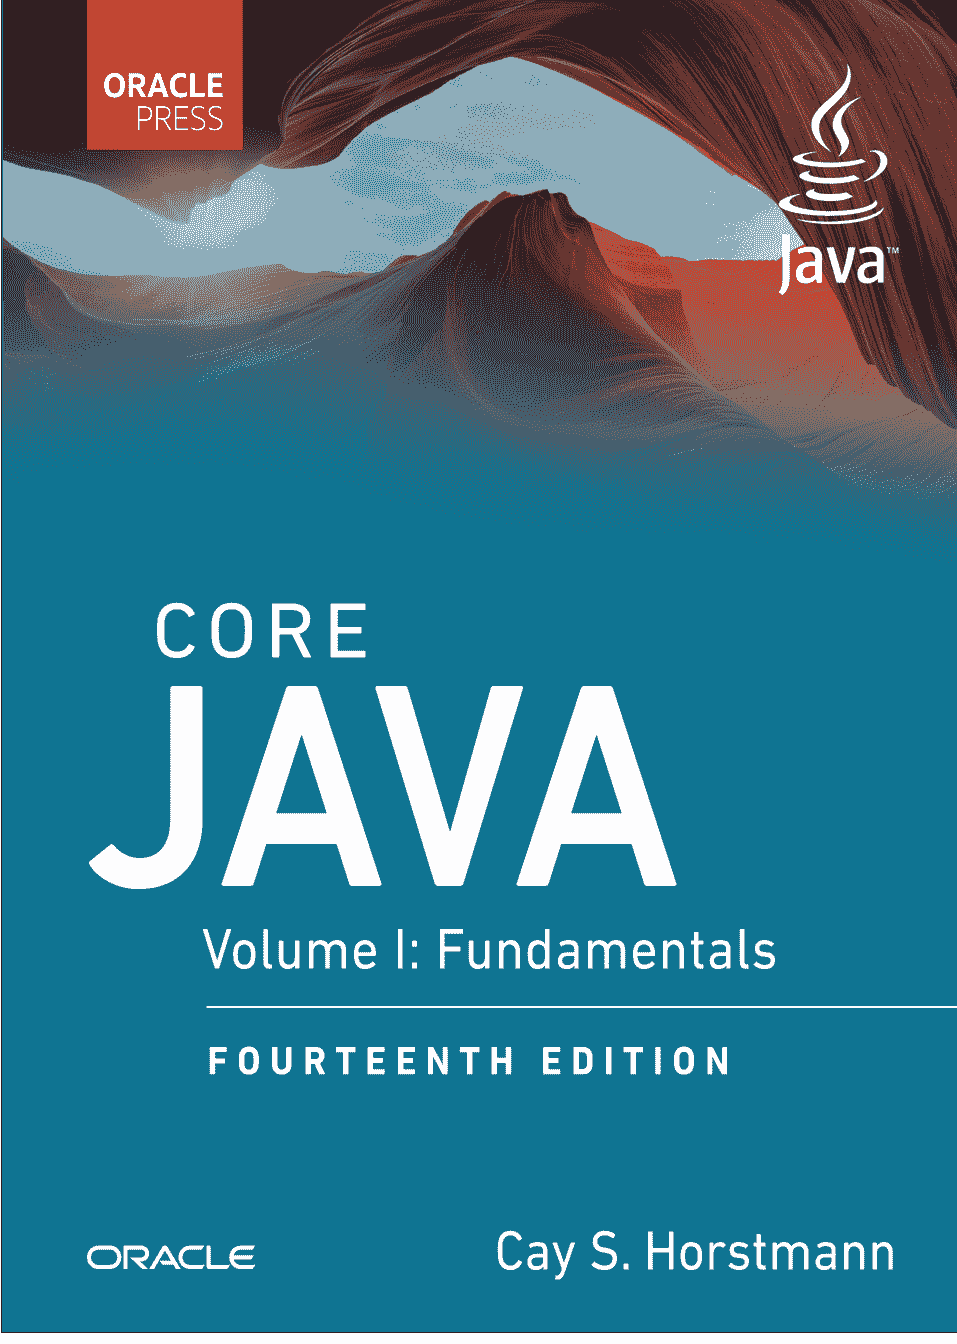 ORACLE
PRESS
Java™
CORE
JAVA
Volume I: Fundamentals
FOURTEENTH EDITION
ORACLE
Cay S. Horstmann